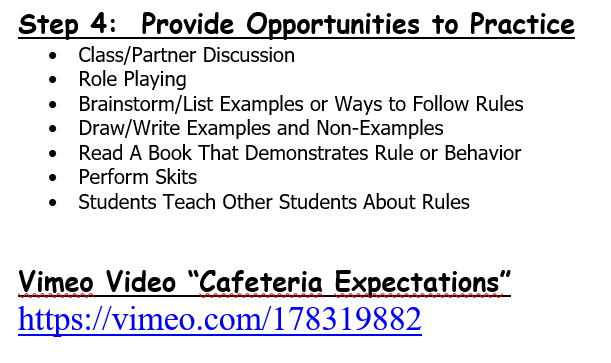 Step 4:  Provide Opportunities to Practice
• Class/Partner Discussion
• Role Playing
• Brainstorm/List Examples or Ways to Follow Rules
• Draw/Write Examples and Non-Examples
• Read A Book That Demonstrates Rule or Behavior
• Perform Skits
• Students Teach Other Students About Rules
Vimeo Video “Cafeteria Expectations”
https://vimeo.com/178319882